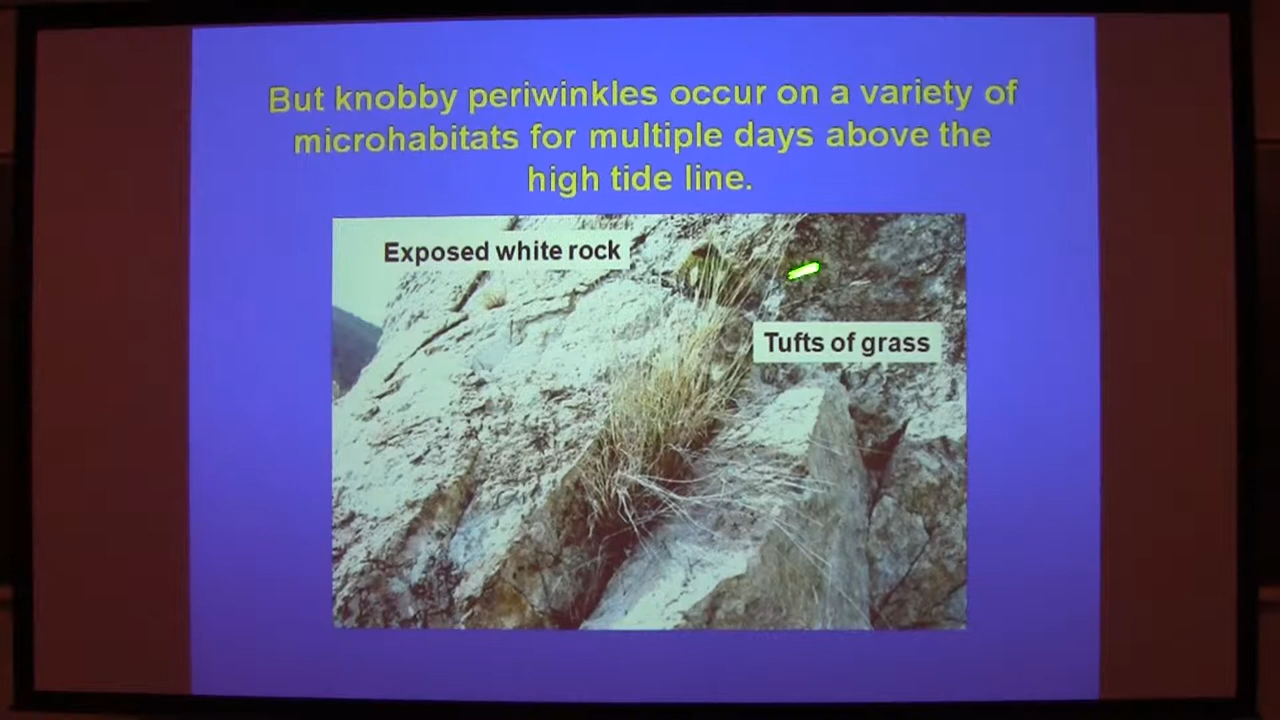 But knobby periwinkles occur on a variety of
microhabitats for multiple days above the
high tide line.
Exposed white rock
Tufts of grass